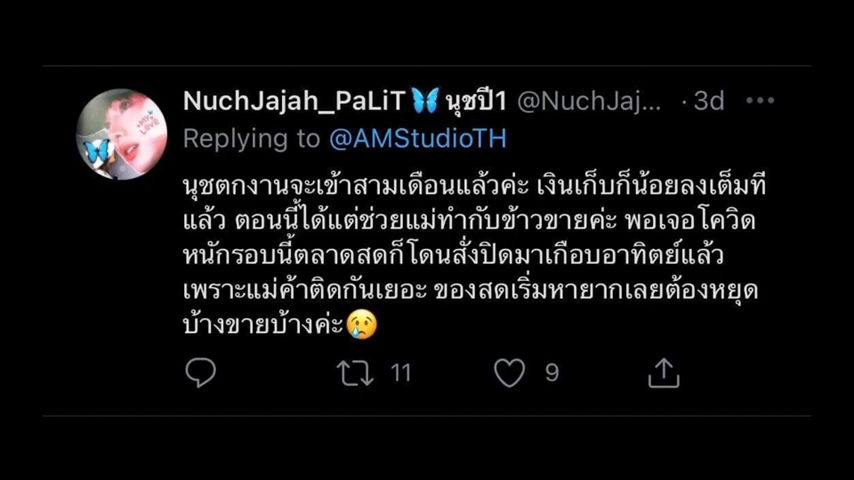 NuchJajah_PaLiT🦋นุชปี1 @NuchJaj... · 3d
Replying to @AMStudioTH
นุชตกงานจะเข้าสามเดือนแล้วค่ะ เงินเก็บก็น้อยลงเต็มที
แล้ว ตอนนี้ได้แต่ช่วยแม่ทำกับข้าวขายค่ะ พอเจอโควิด
หนักรอบนี้ตลาดสดก็โดนสั่งปิดมาเกือบอาทิตย์แล้ว
เพราะแม่ค้าติดกันเยอะ ของสดเริ่มหายากเลยต้องหยุด
บ้างขายบ้างค่ะ😢
11 9